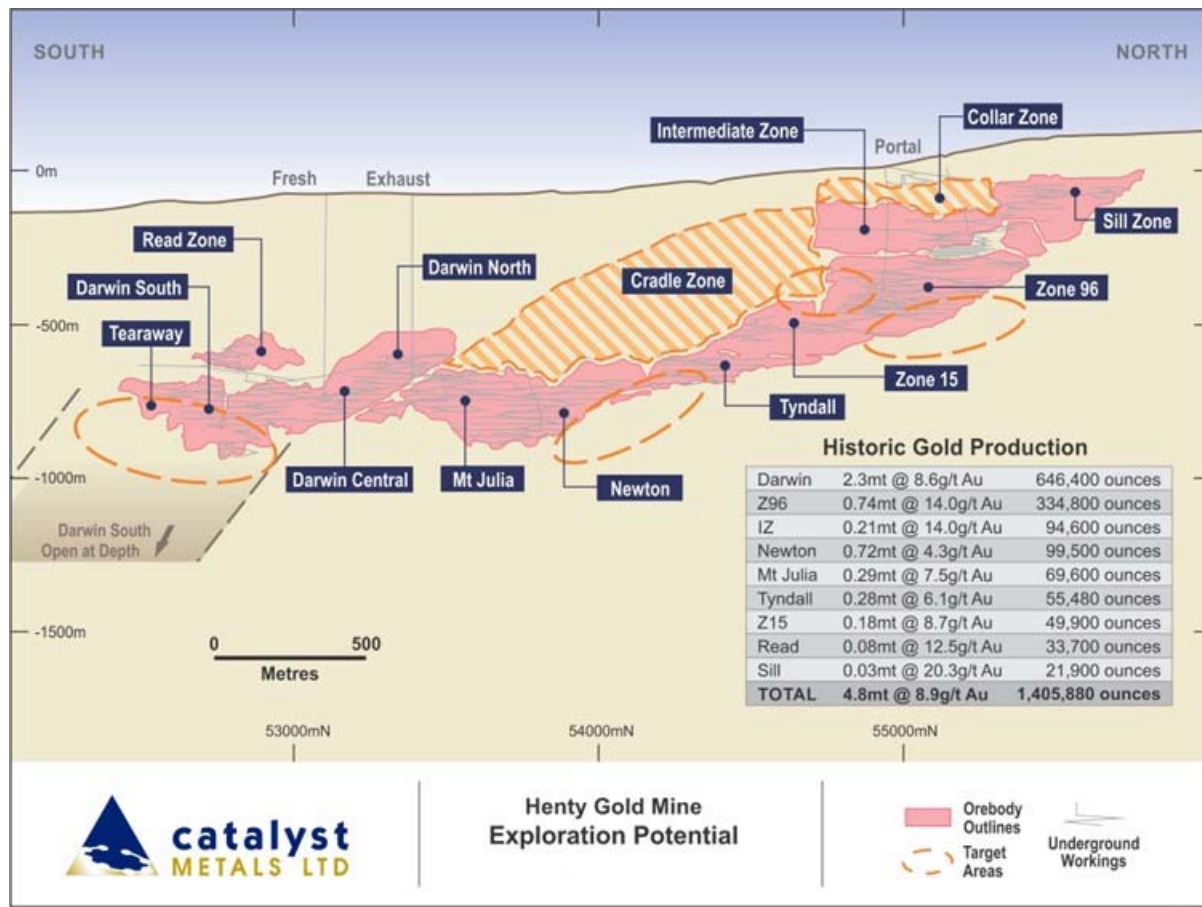 SOUTH
NORTH
Collar Zone
Intermediate Zone
Portal
0m
Fresh
Exhaust
Sill Zone
Read Zone
Darwin North
Darwin South
Cradle Zone
Zone 96
Tearaway
-500m
Zone 15
Tyndall
Darwin Central
Mt Julia
Newton
-1000m
Darwin South
Open at Depth
-1500m
0 500
Metres
Historic Gold Production
Darwin 2.3mt @ 8.6g/t Au 646,400 ounces
Z96 0.74mt @ 14.0g/t Au 334,800 ounces
IZ 0.21mt @ 14.0g/t Au 94,600 ounces
Newton 0.72mt @ 4.3g/t Au 99,500 ounces
Mt Julia 0.29mt @ 7.5g/t Au 69,600 ounces
Tyndall 0.28mt @ 6.1g/t Au 55,480 ounces
Z15 0.18mt @ 8.7g/t Au 49,900 ounces
Read 0.08mt @ 12.5g/t Au 33,700 ounces
Sill 0.03mt @ 20.3g/t Au 21,900 ounces
TOTAL 4.8mt @ 8.9g/t Au 1,405,880 ounces
53000mN
54000mN
55000mN
catalyst
METALS LTD
Henty Gold Mine
Exploration Potential
Orebody
Outlines
Target
Areas
Underground
Workings